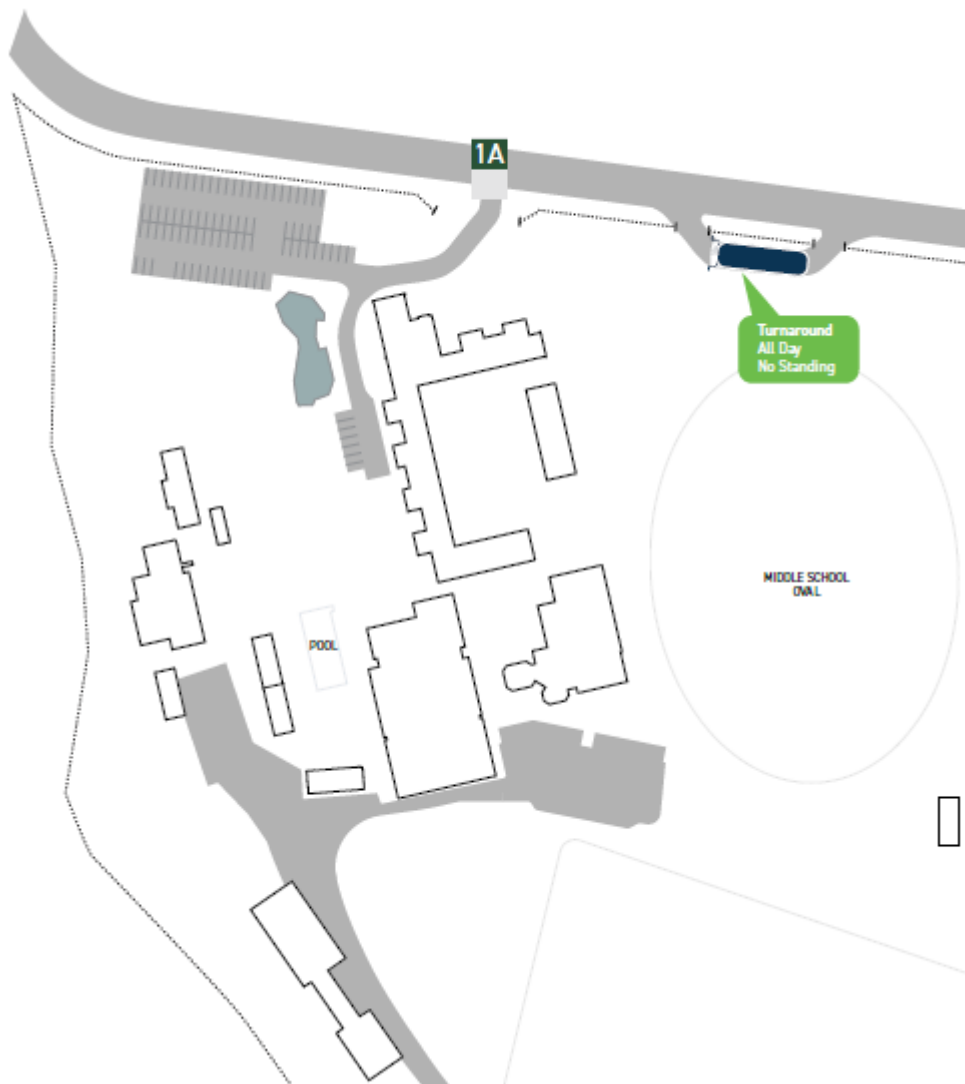 1A
Turnaround
All Day
No Standing
MIDDLE SCHOOL
OVAL
POOL